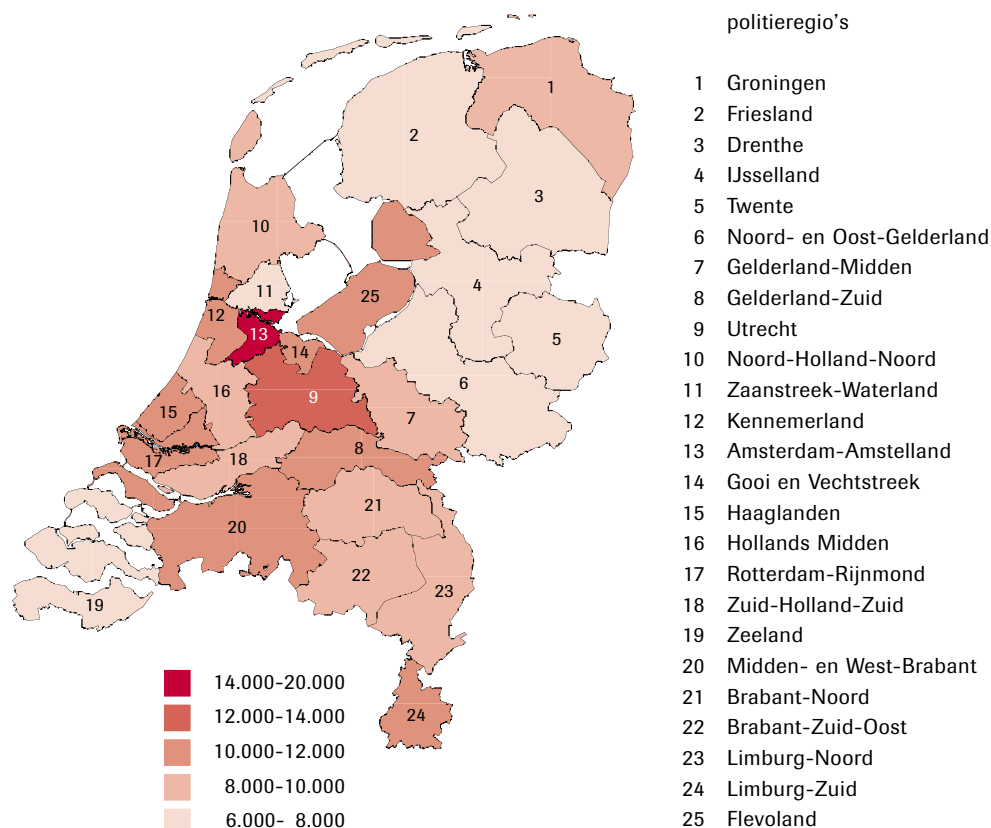 politieregio's
1 Groningen
2 Friesland
3 Drenthe
4 IJsselland
5 Twente
6 Noord- en Oost-Gelderland
7 Gelderland-Midden
8 Gelderland-Zuid
9 Utrecht
10 Noord-Holland-Noord
11 Zaanstreek-Waterland
12 Kennemerland
13 Amsterdam-Amstelland
14 Gooi en Vechtstreek
15 Haaglanden
16 Hollands Midden
17 Rotterdam-Rijnmond
18 Zuid-Holland-Zuid
19 Zeeland
20 Midden- en West-Brabant
21 Brabant-Noord
22 Brabant-Zuid-Oost
23 Limburg-Noord
24 Limburg-Zuid
25 Flevoland
1
2
3
10
4
11
25
12
13
5
14
6
16
9
15
7
8
17
18
21
20
22
23
19
24
14.000-20.000
12.000-14.000
10.000-12.000
8.000-10.000
6.000- 8.000